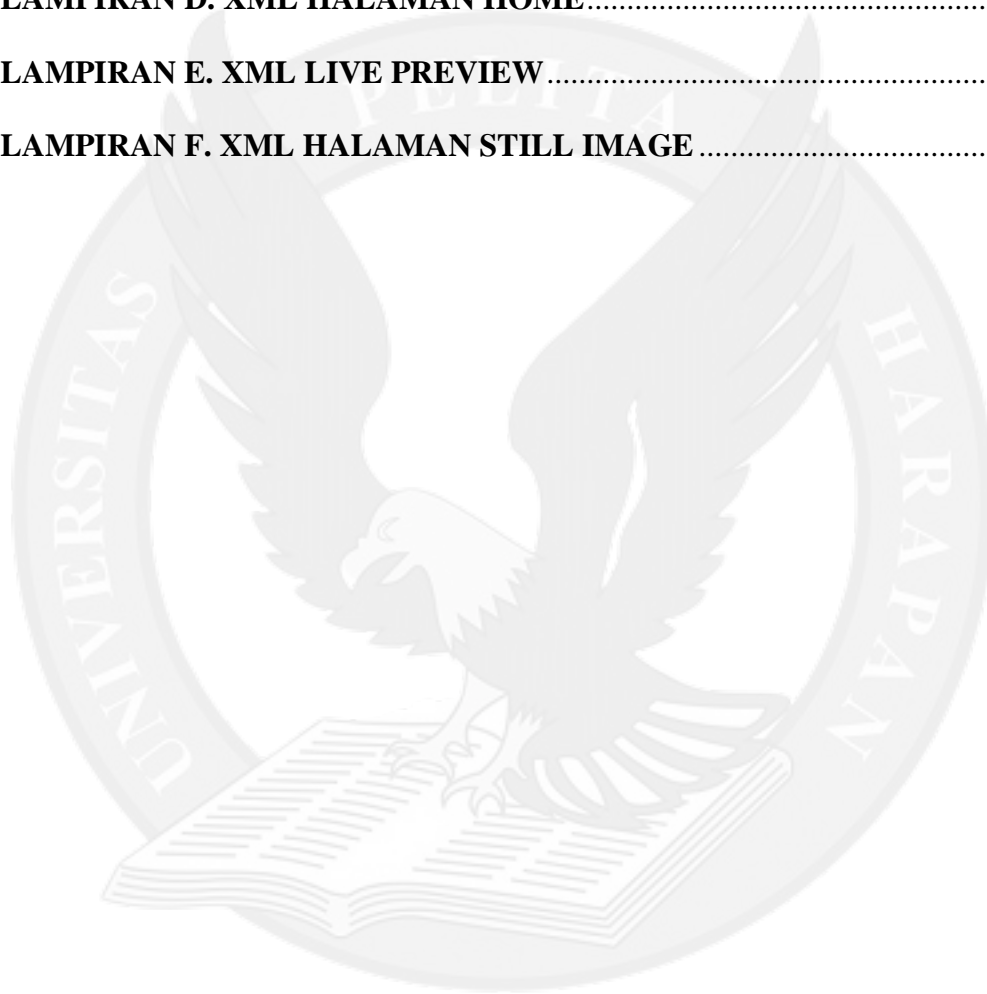 LAMPIRAN D. XML HALAMAN HOME................................................
LAMPIRAN E. XML LIVE PREVIEW.....................................................
LAMPIRAN F. XML HALAMAN STILL IMAGE...................................
PELITA
UNIVERSITAS
HARAPAN